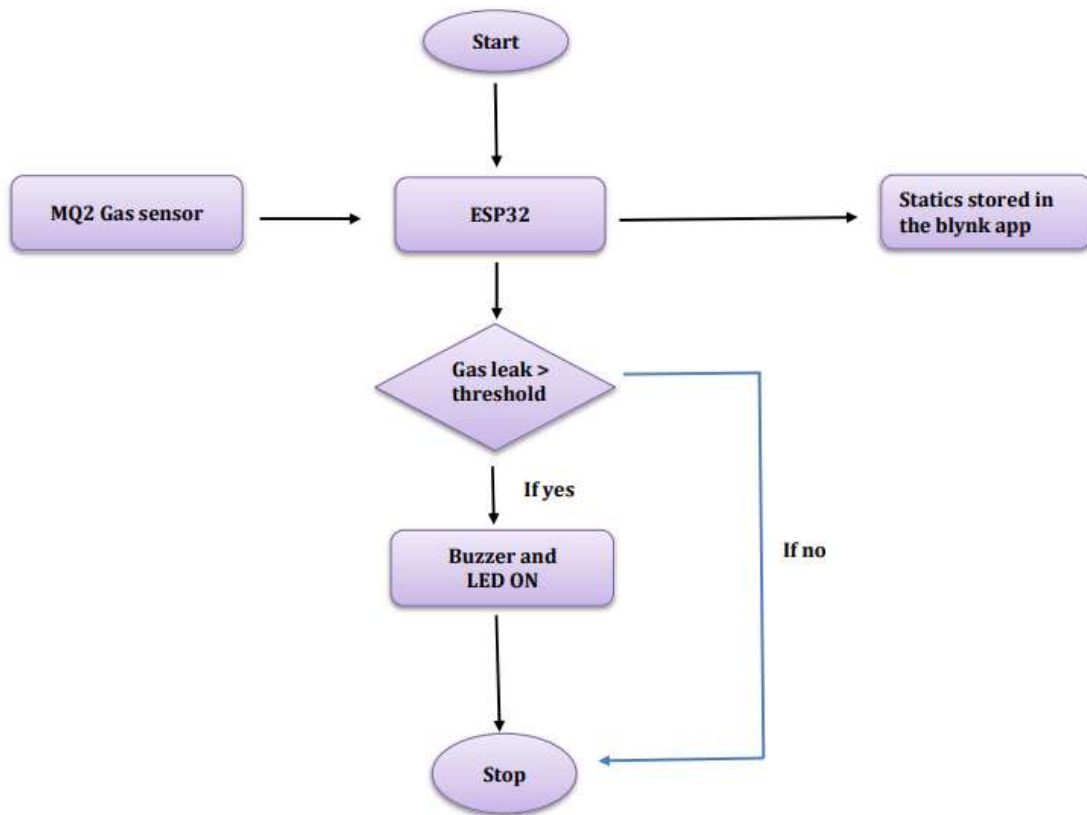 Start
MQ2 Gas sensor
ESP32
Statics stored in
the blynk app
Gas leak >
threshold
If yes
If no
Buzzer and
LED ON
Stop